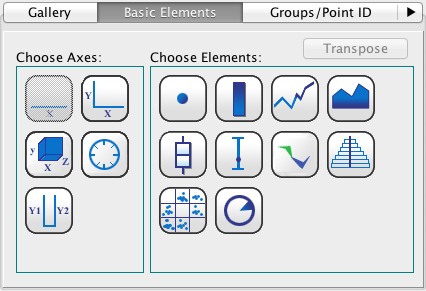 Gallery Basic Elements Groups/Point ID
Transpose
Choose Axes: Choose Elements:
X
Y
X
y
X
Z
Y1 Y2